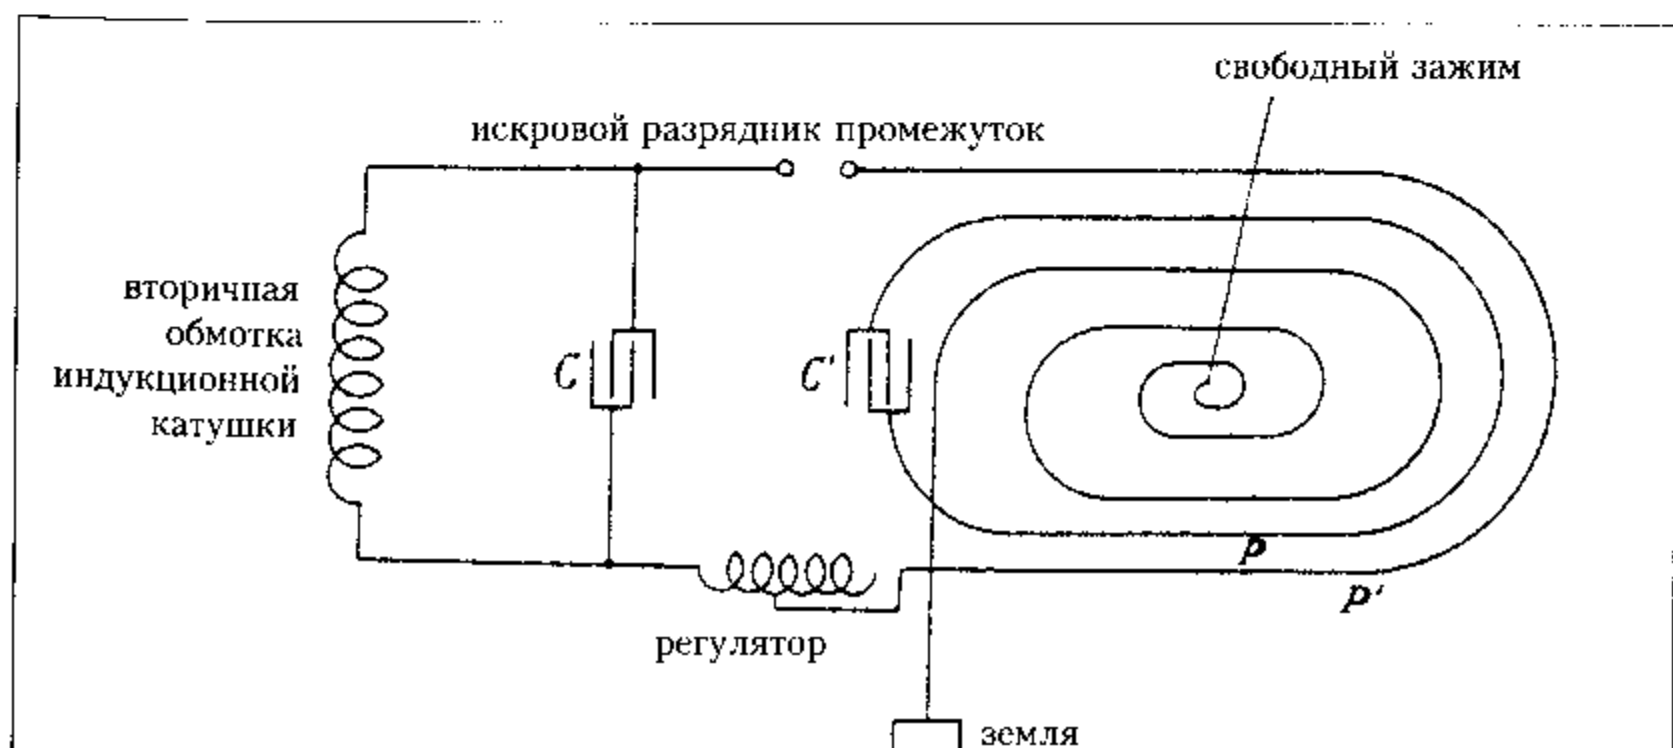 свободный зажим
искровой разрядник промежуток
вторичная
обмотка
индукционной
катушки
C
C'
P
P'
регулятор
земля